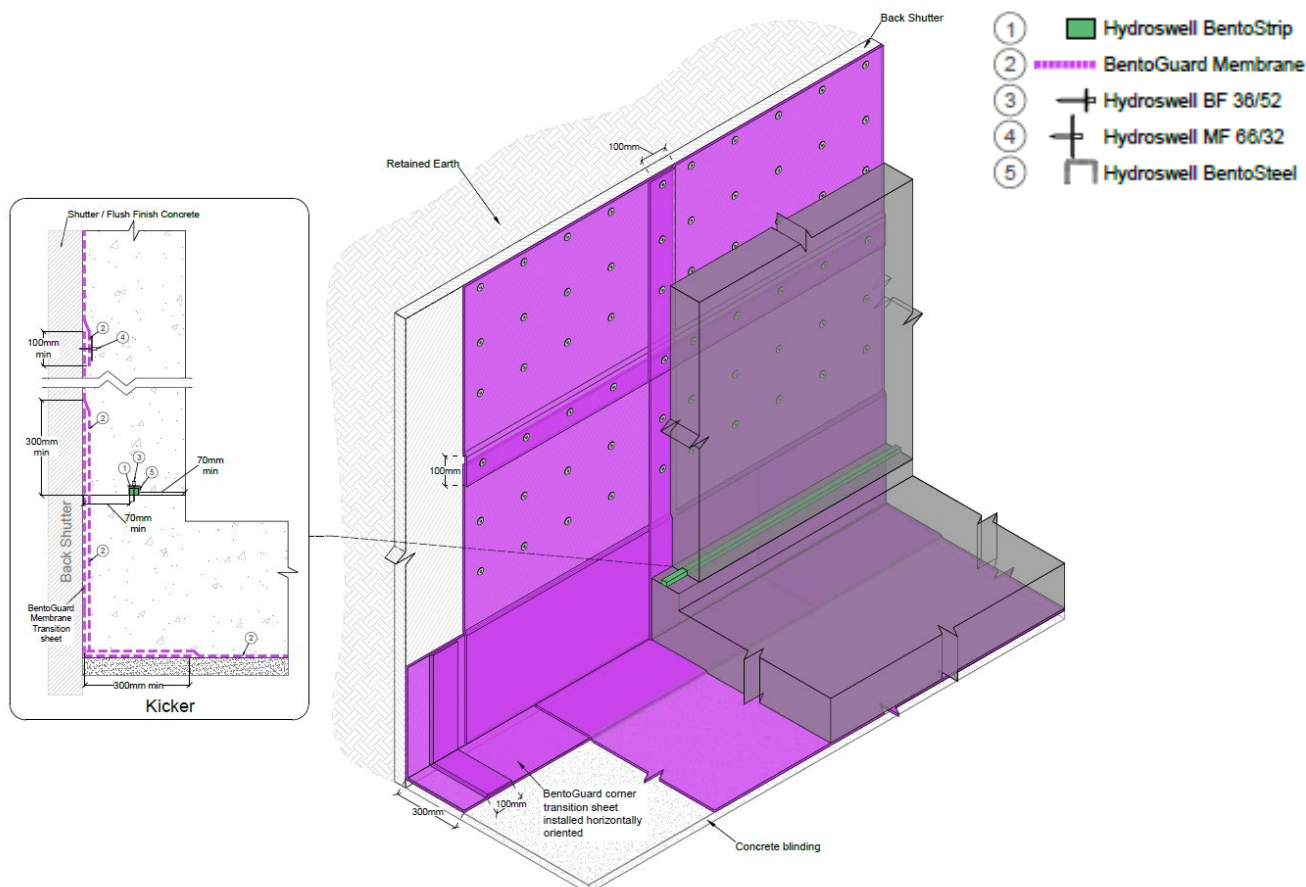 Back Shutter
1 Hydroswell BentoStrip
2 BentoGuard Membrane
3 Hydroswell BF 36/52
4 Hydroswell MF 66/32
5 Hydroswell BentoSteel
100mm
Retained Earth
Shutter / Flush Finish Concrete
2
4
100mm
min
2
300mm
1 3 5
70mm
min
70mm
min
Back Shutter
2
BentoGuard
Membrane
Transition
sheet
2
300mm min
Kicker
100mm
100mm
300mm
BentoGuard corner
transition sheet
installed horizontally
oriented
Concrete blinding